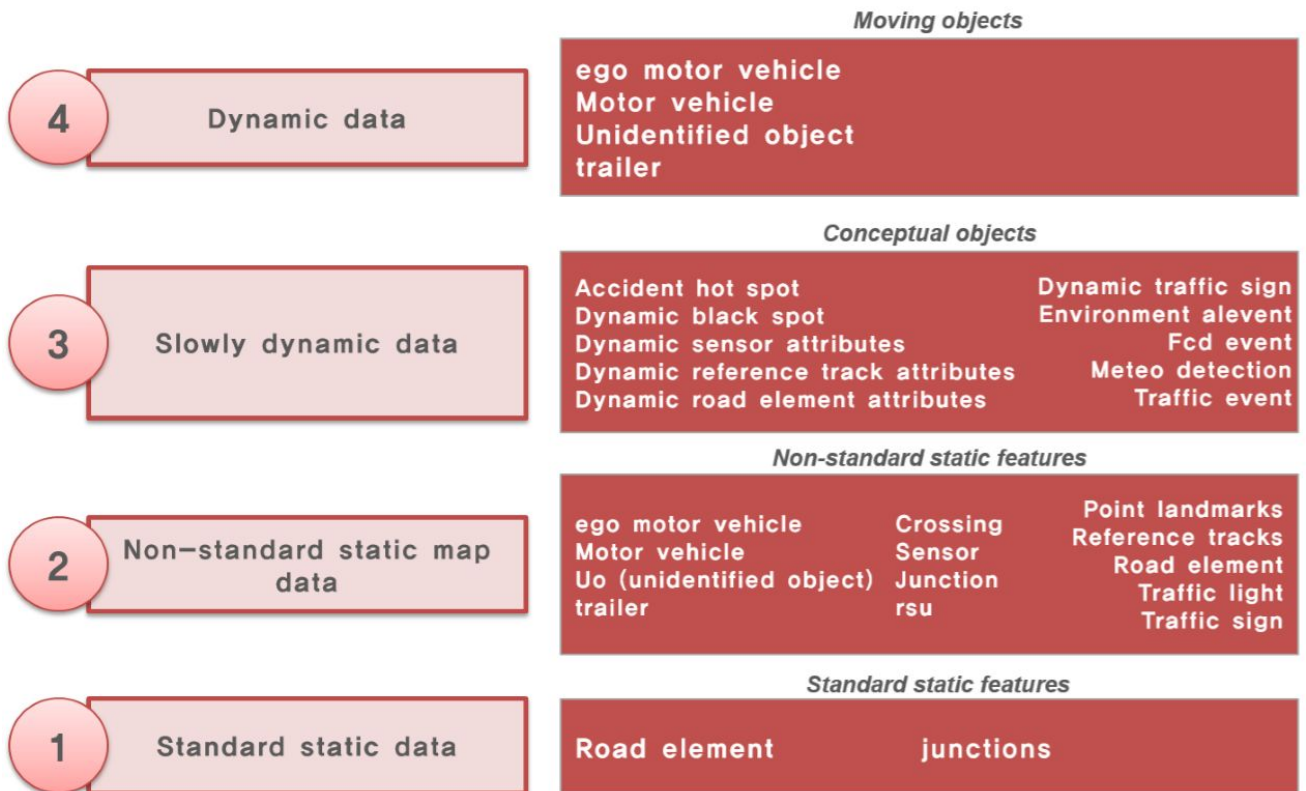 Moving objects
4
Dynamic data
ego motor vehicle
Motor vehicle
Unidentified object
trailer
Conceptual objects
3
Slowly dynamic data
Accident hot spot
Dynamic black spot
Dynamic sensor attributes
Dynamic reference track attributes
Dynamic road element attributes
Dynamic traffic sign
Environment alevent
Fcd event
Meteo detection
Traffic event
Non-standard static features
2
Non-standard static map
data
ego motor vehicle
Motor vehicle
Uo (unidentified object)
trailer
Crossing
Sensor
Junction
rsu
Point landmarks
Reference tracks
Road element
Traffic light
Traffic sign
Standard static features
1
Standard static data
Road element
junctions